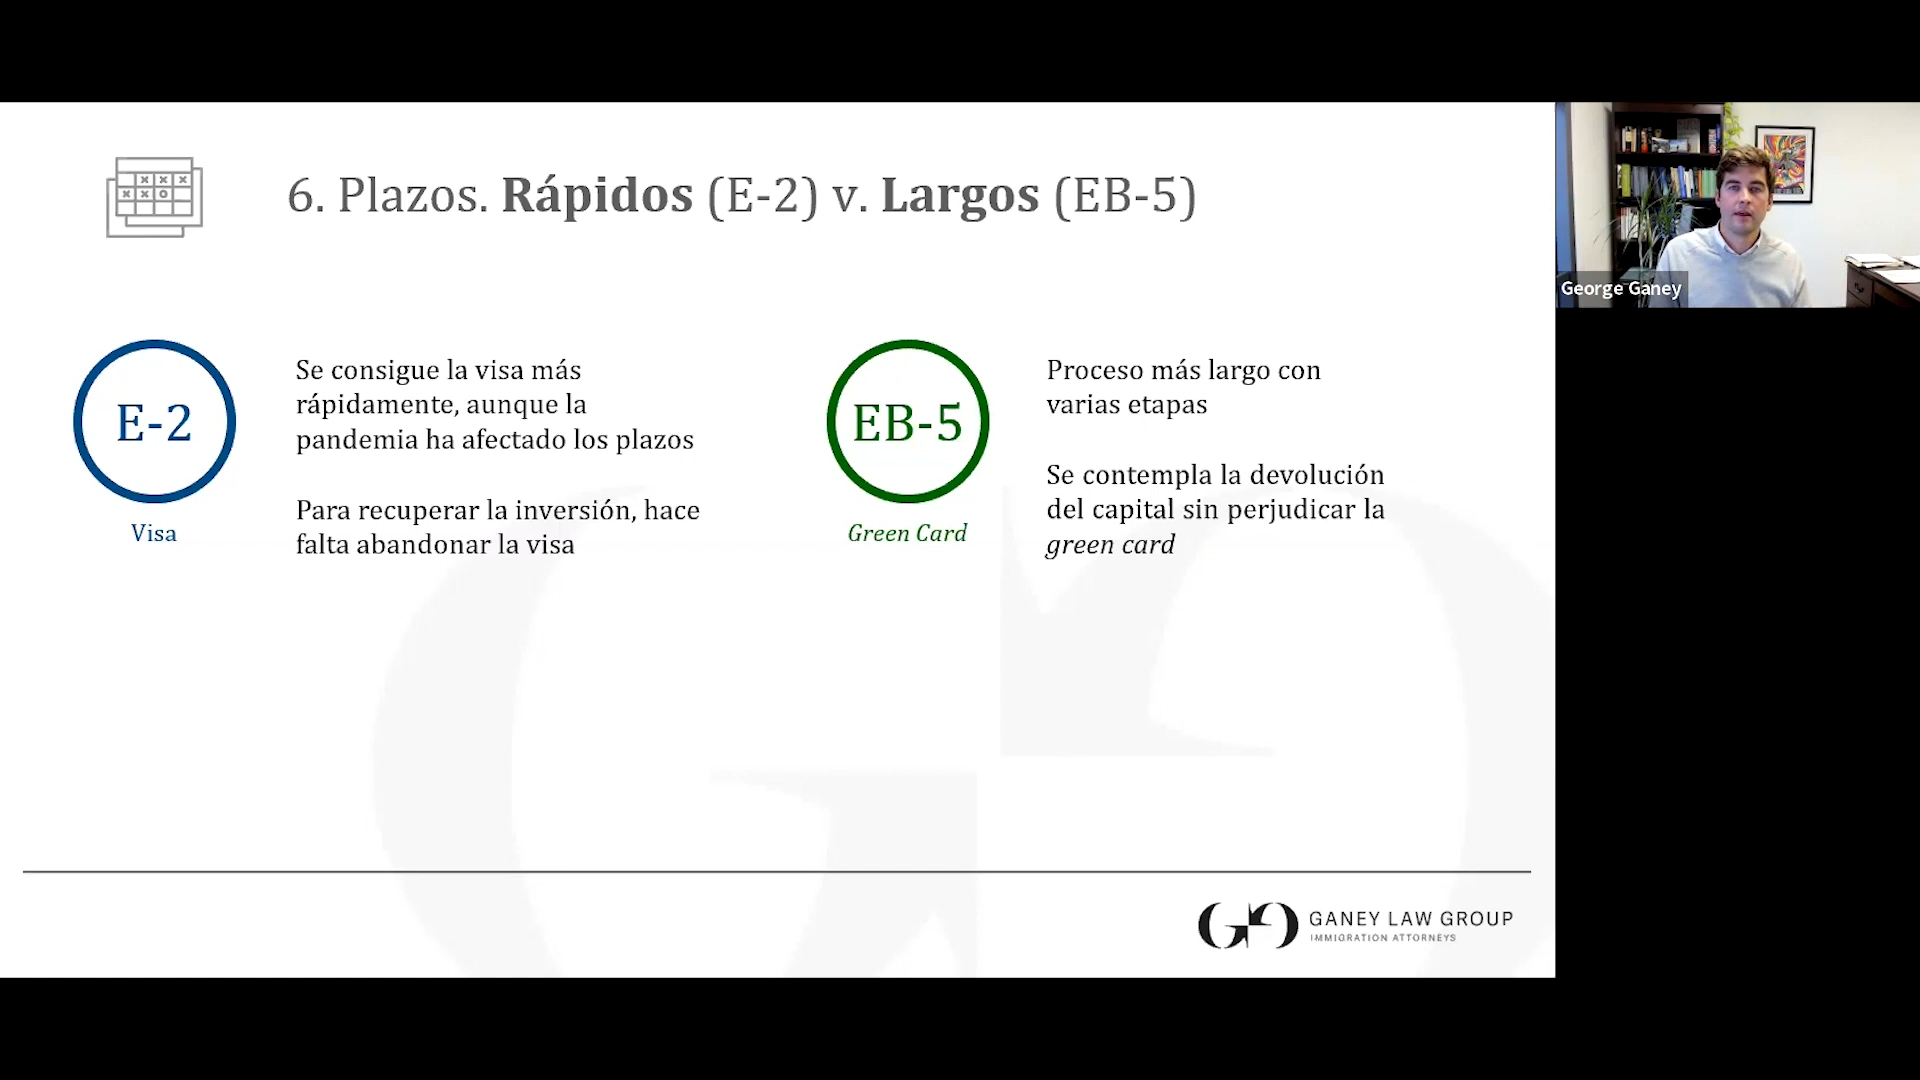 6. Plazos. Rápidos (E-2) v. Largos (EB-5)
E-2
Visa
Se consigue la visa más
rápidamente, aunque la
pandemia ha afectado los plazos
Para recuperar la inversión, hace
falta abandonar la visa
EB-5
Green Card
Proceso más largo con
varias etapas
Se contempla la devolución
del capital sin perjudicar la
green card
George Ganey
GANEY LAW GROUP
IMMIGRATION ATTORNEYS